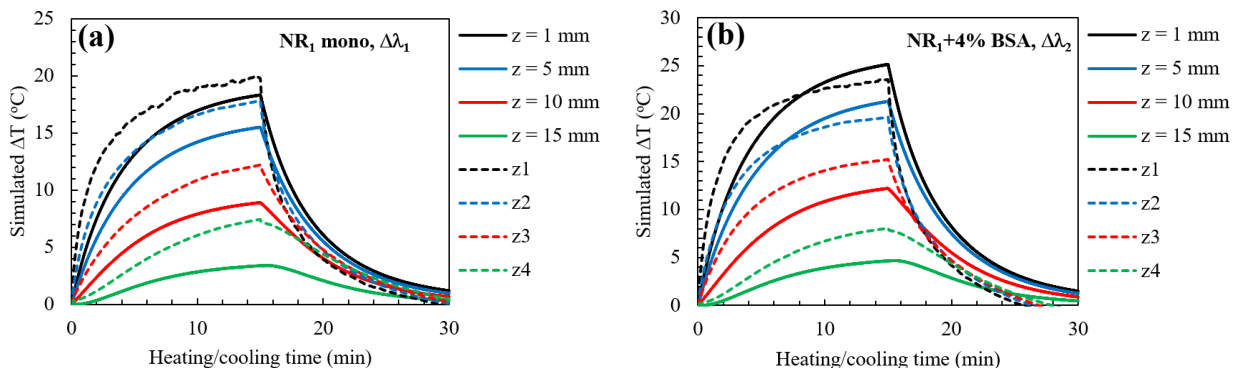 (a)
NR₁ mono, Δλ₁
Simulated ΔT (°C)
25
20
15
10
5
0
0 10 20 30
Heating/cooling time (min)
z = 1 mm
z = 5 mm
z = 10 mm
z = 15 mm
z1
z2
z3
z4
(b)
NR₁+4% BSA, Δλ₂
Simulated ΔT (°C)
30
25
20
15
10
5
0
0 10 20 30
Heating/cooling time (min)
z = 1 mm
z = 5 mm
z = 10 mm
z = 15 mm
z1
z2
z3
z4